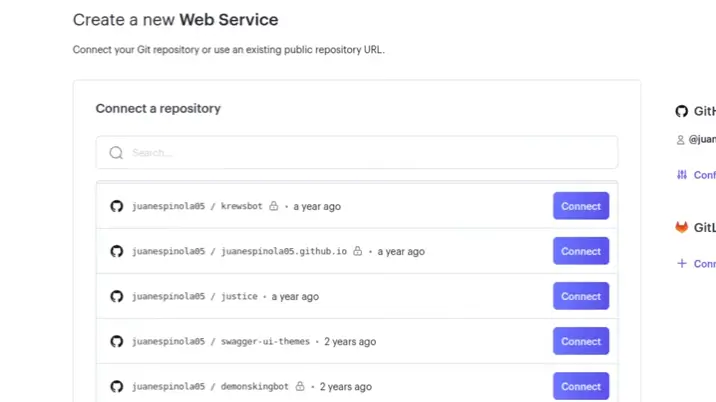 Create a new Web Service
Connect your Git repository or use an existing public repository URL.
Connect a repository
Search...
juanespinola05 / krewsbot • a year ago Connect
juanespinola05 / juanespinola05.github.io • a year ago Connect
juanespinola05 / justice • a year ago Connect
juanespinola05 / swagger-ui-themes • 2 years ago Connect
juanespinola05 / demonskingbot • 2 years ago Connect
GitH
@juan
Conf
GitL
Conn